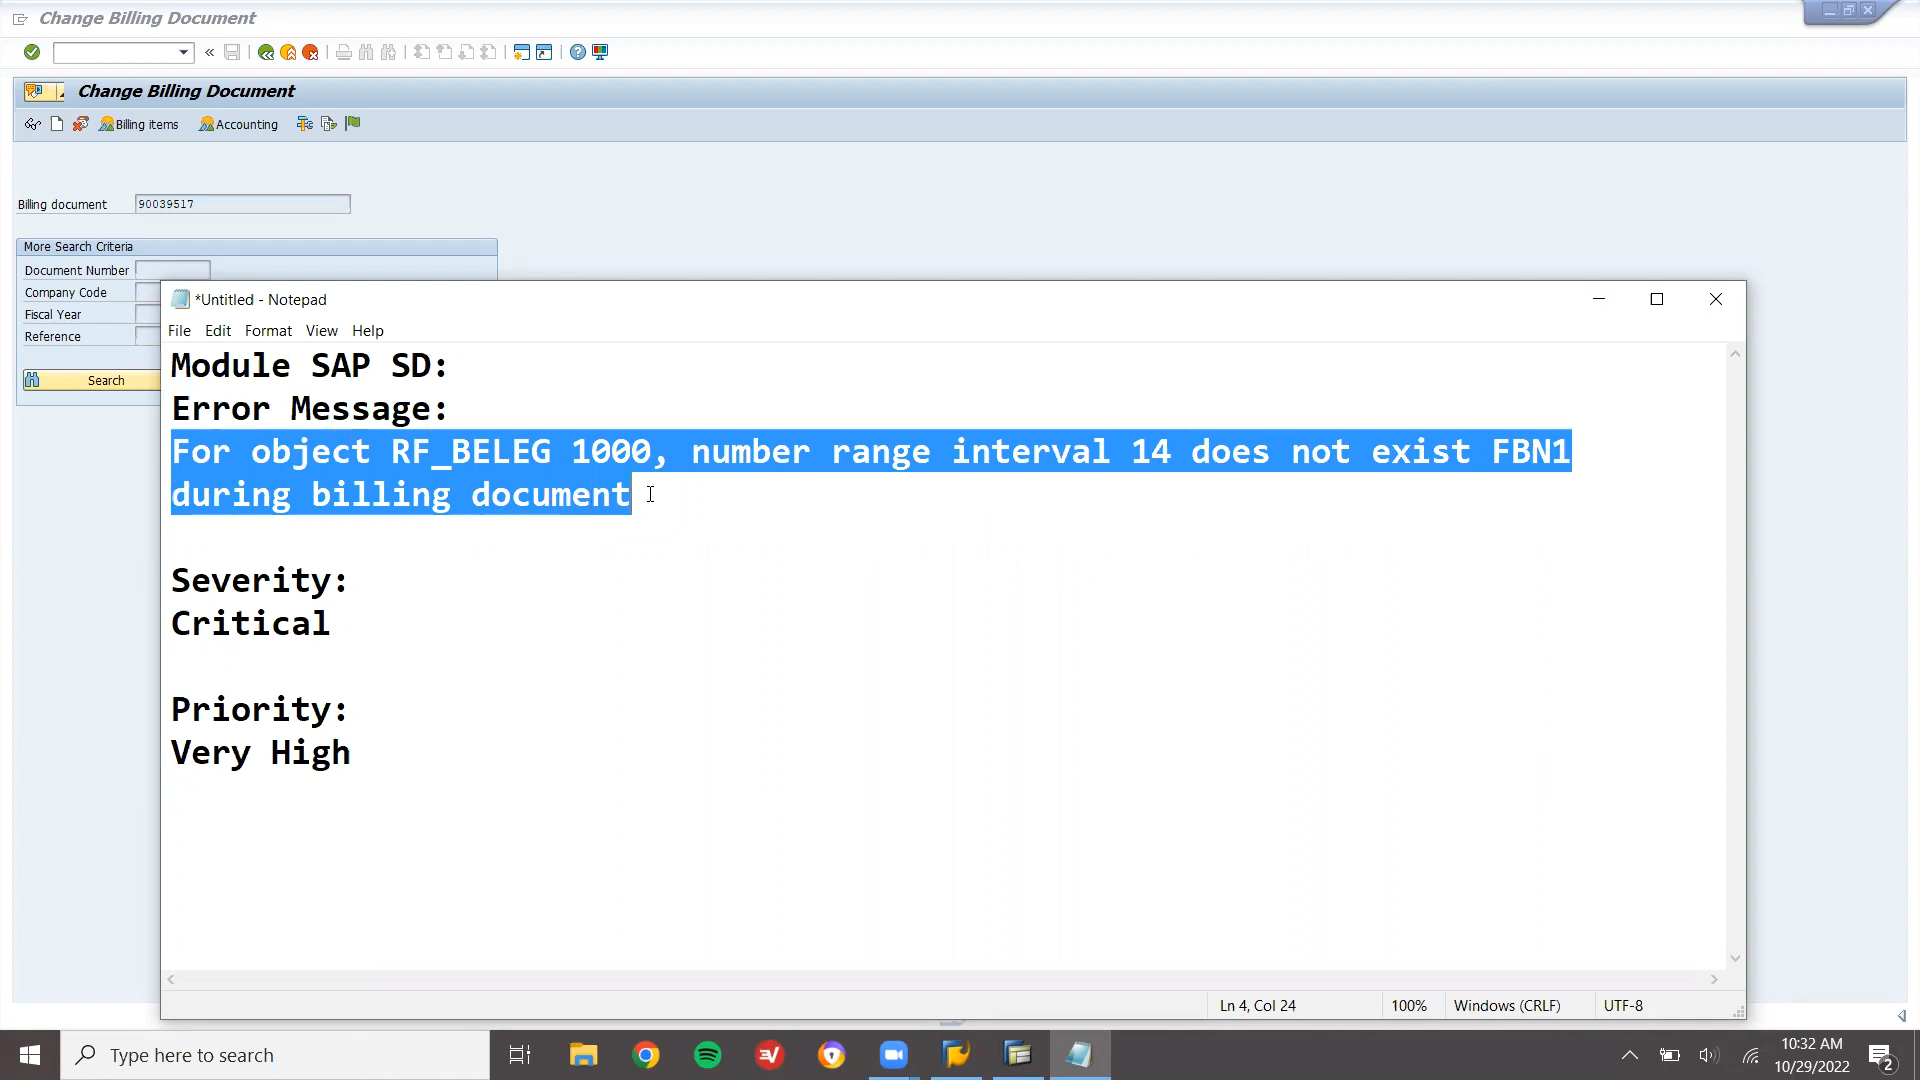 Change Billing Document
Change Billing Document
Billing items Accounting
Billing document 90039517
More Search Criteria
Document Number
Company Code
Fiscal Year
Reference
Search
*Untitled - Notepad
File Edit Format View Help
Module SAP SD:
Error Message:
For object RF_BELEG 1000, number range interval 14 does not exist FBN1
during billing document
Severity:
Critical
Priority:
Very High
Ln 4, Col 24 100% Windows (CRLF) UTF-8
Type here to search
10:32 AM
10/29/2022
2